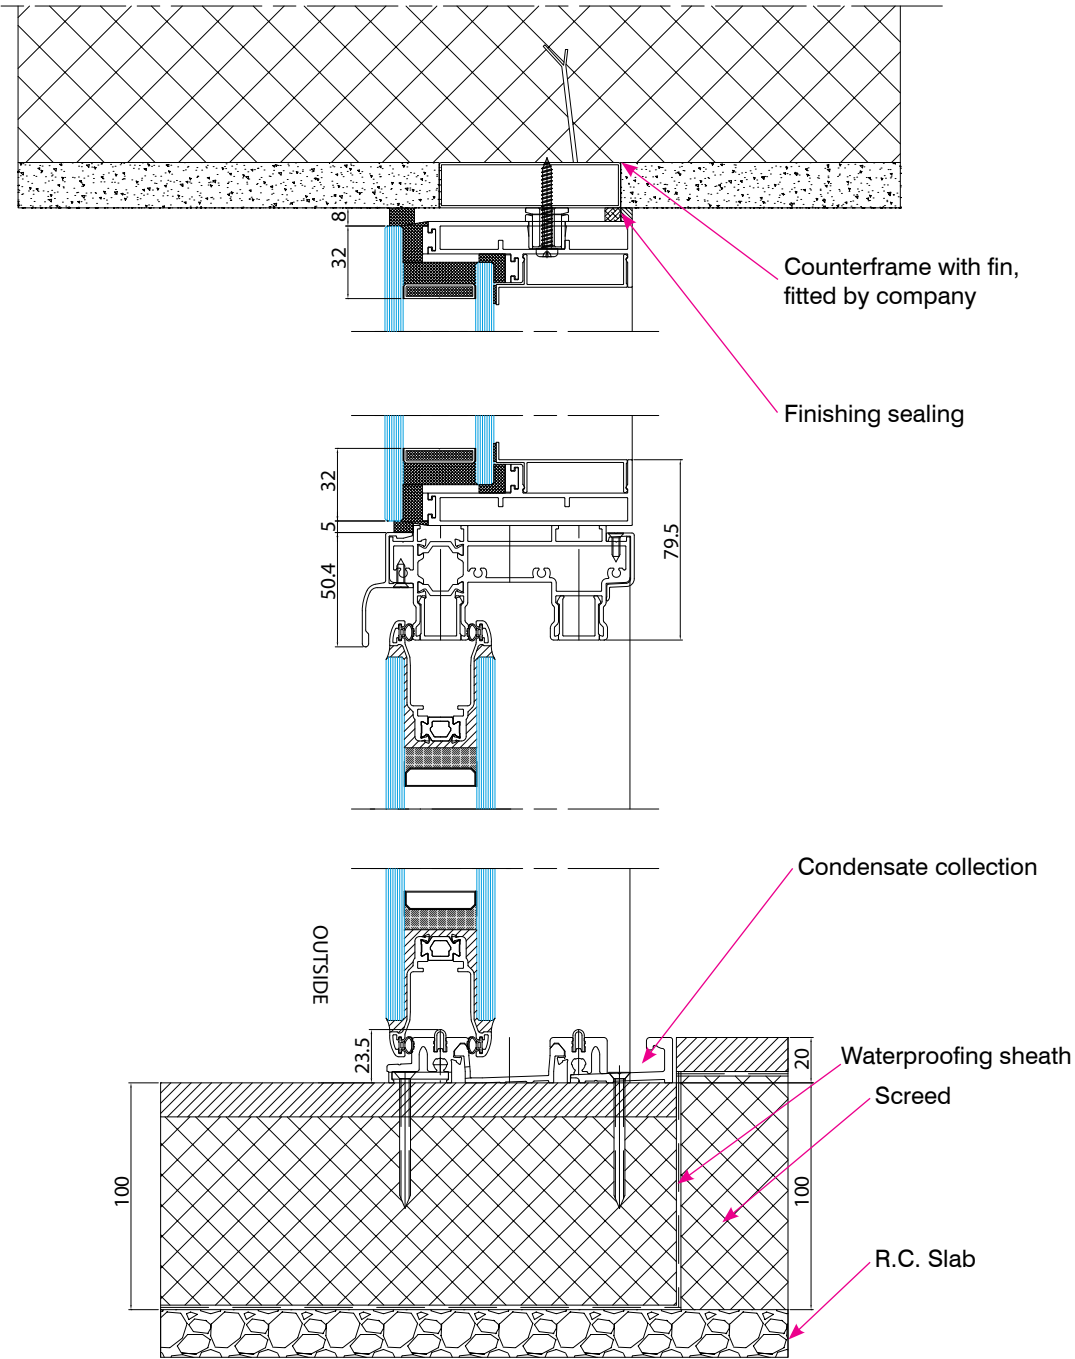 8
32
Counterframe with fin,
fitted by company
Finishing sealing
32
5
50.4
79.5
Condensate collection
OUTSIDE
23.5
20
Waterproofing sheath
Screed
100
100
R.C. Slab